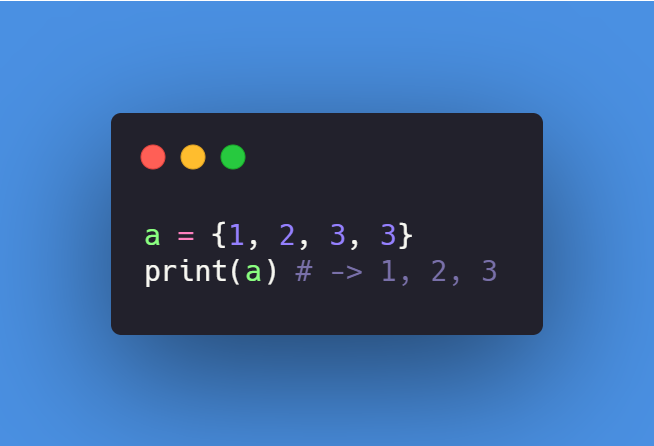 a = {1, 2, 3, 3}
print(a) # -> 1, 2, 3